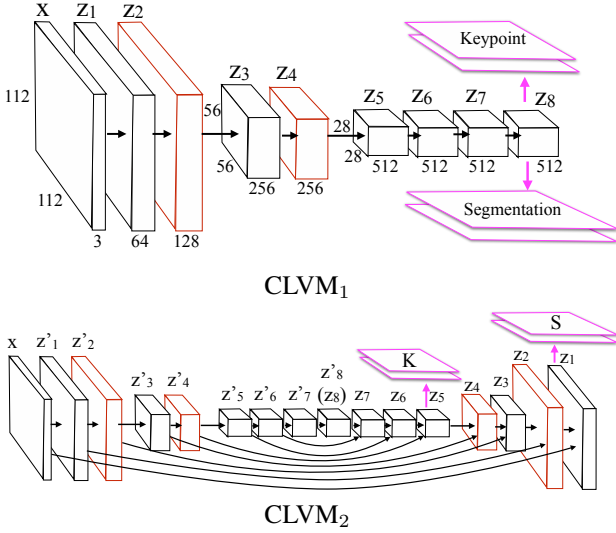 x z₁ z₂
z₃ z₄
z₅ z₆ z₇ z₈
Keypoint
112
56
28
56
28
112
3 64 128
256 256
512 512 512 512
Segmentation
CLVM₁
x z'₁ z'₂
z'₃ z'₄
z'₅ z'₆ z'₇ z'₈
(z₈) z₇ z₆ z₅
z₄ z₃ z₂ z₁
K
S
CLVM₂